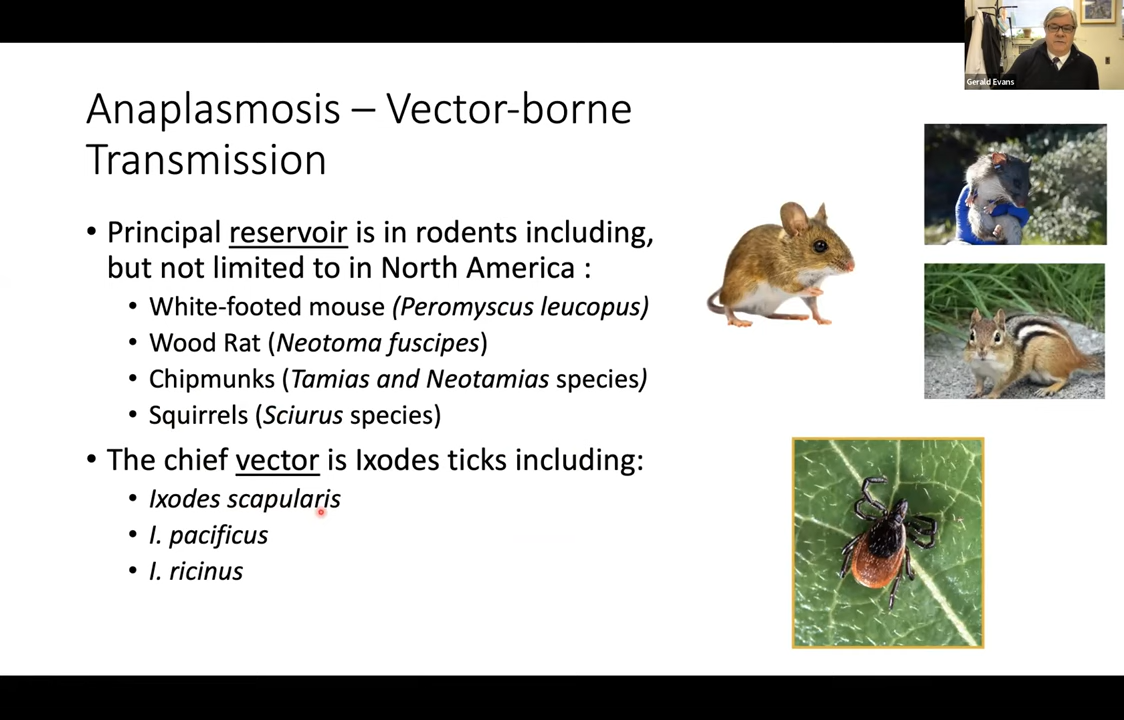 Gerald Evans
Anaplasmosis – Vector-borne
Transmission
• Principal reservoir is in rodents including,
but not limited to in North America :
• White-footed mouse (Peromyscus leucopus)
• Wood Rat (Neotoma fuscipes)
• Chipmunks (Tamias and Neotamias species)
• Squirrels (Sciurus species)
• The chief vector is Ixodes ticks including:
• Ixodes scapularis
• I. pacificus
• I. ricinus